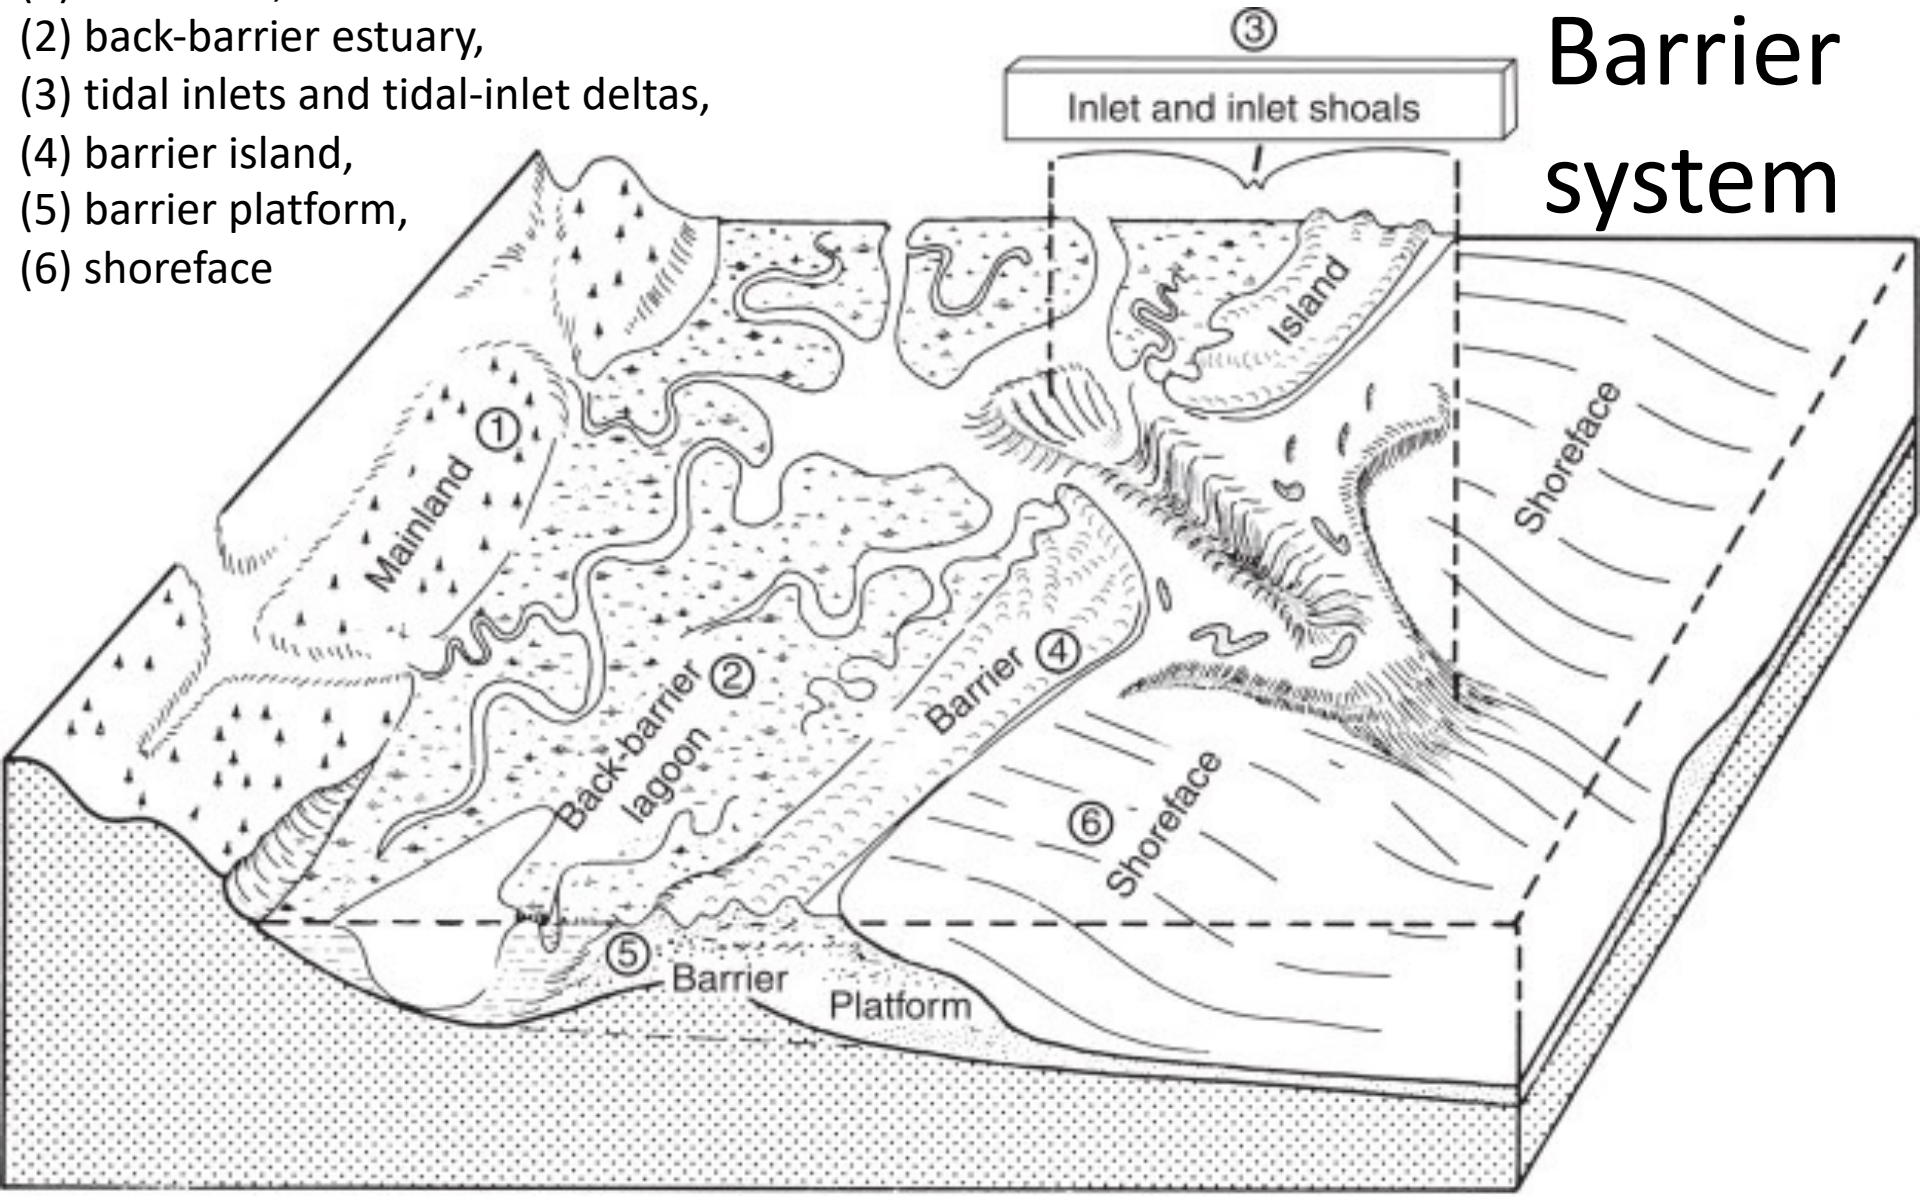 (2) back-barrier estuary,
(3) tidal inlets and tidal-inlet deltas,
(4) barrier island,
(5) barrier platform,
(6) shoreface
Barrier
system
③
Inlet and inlet shoals
Island
Shoreface
①
Mainland
②
Back-barrier
lagoon
Barrier
④
⑥
Shoreface
⑤
Barrier
Platform